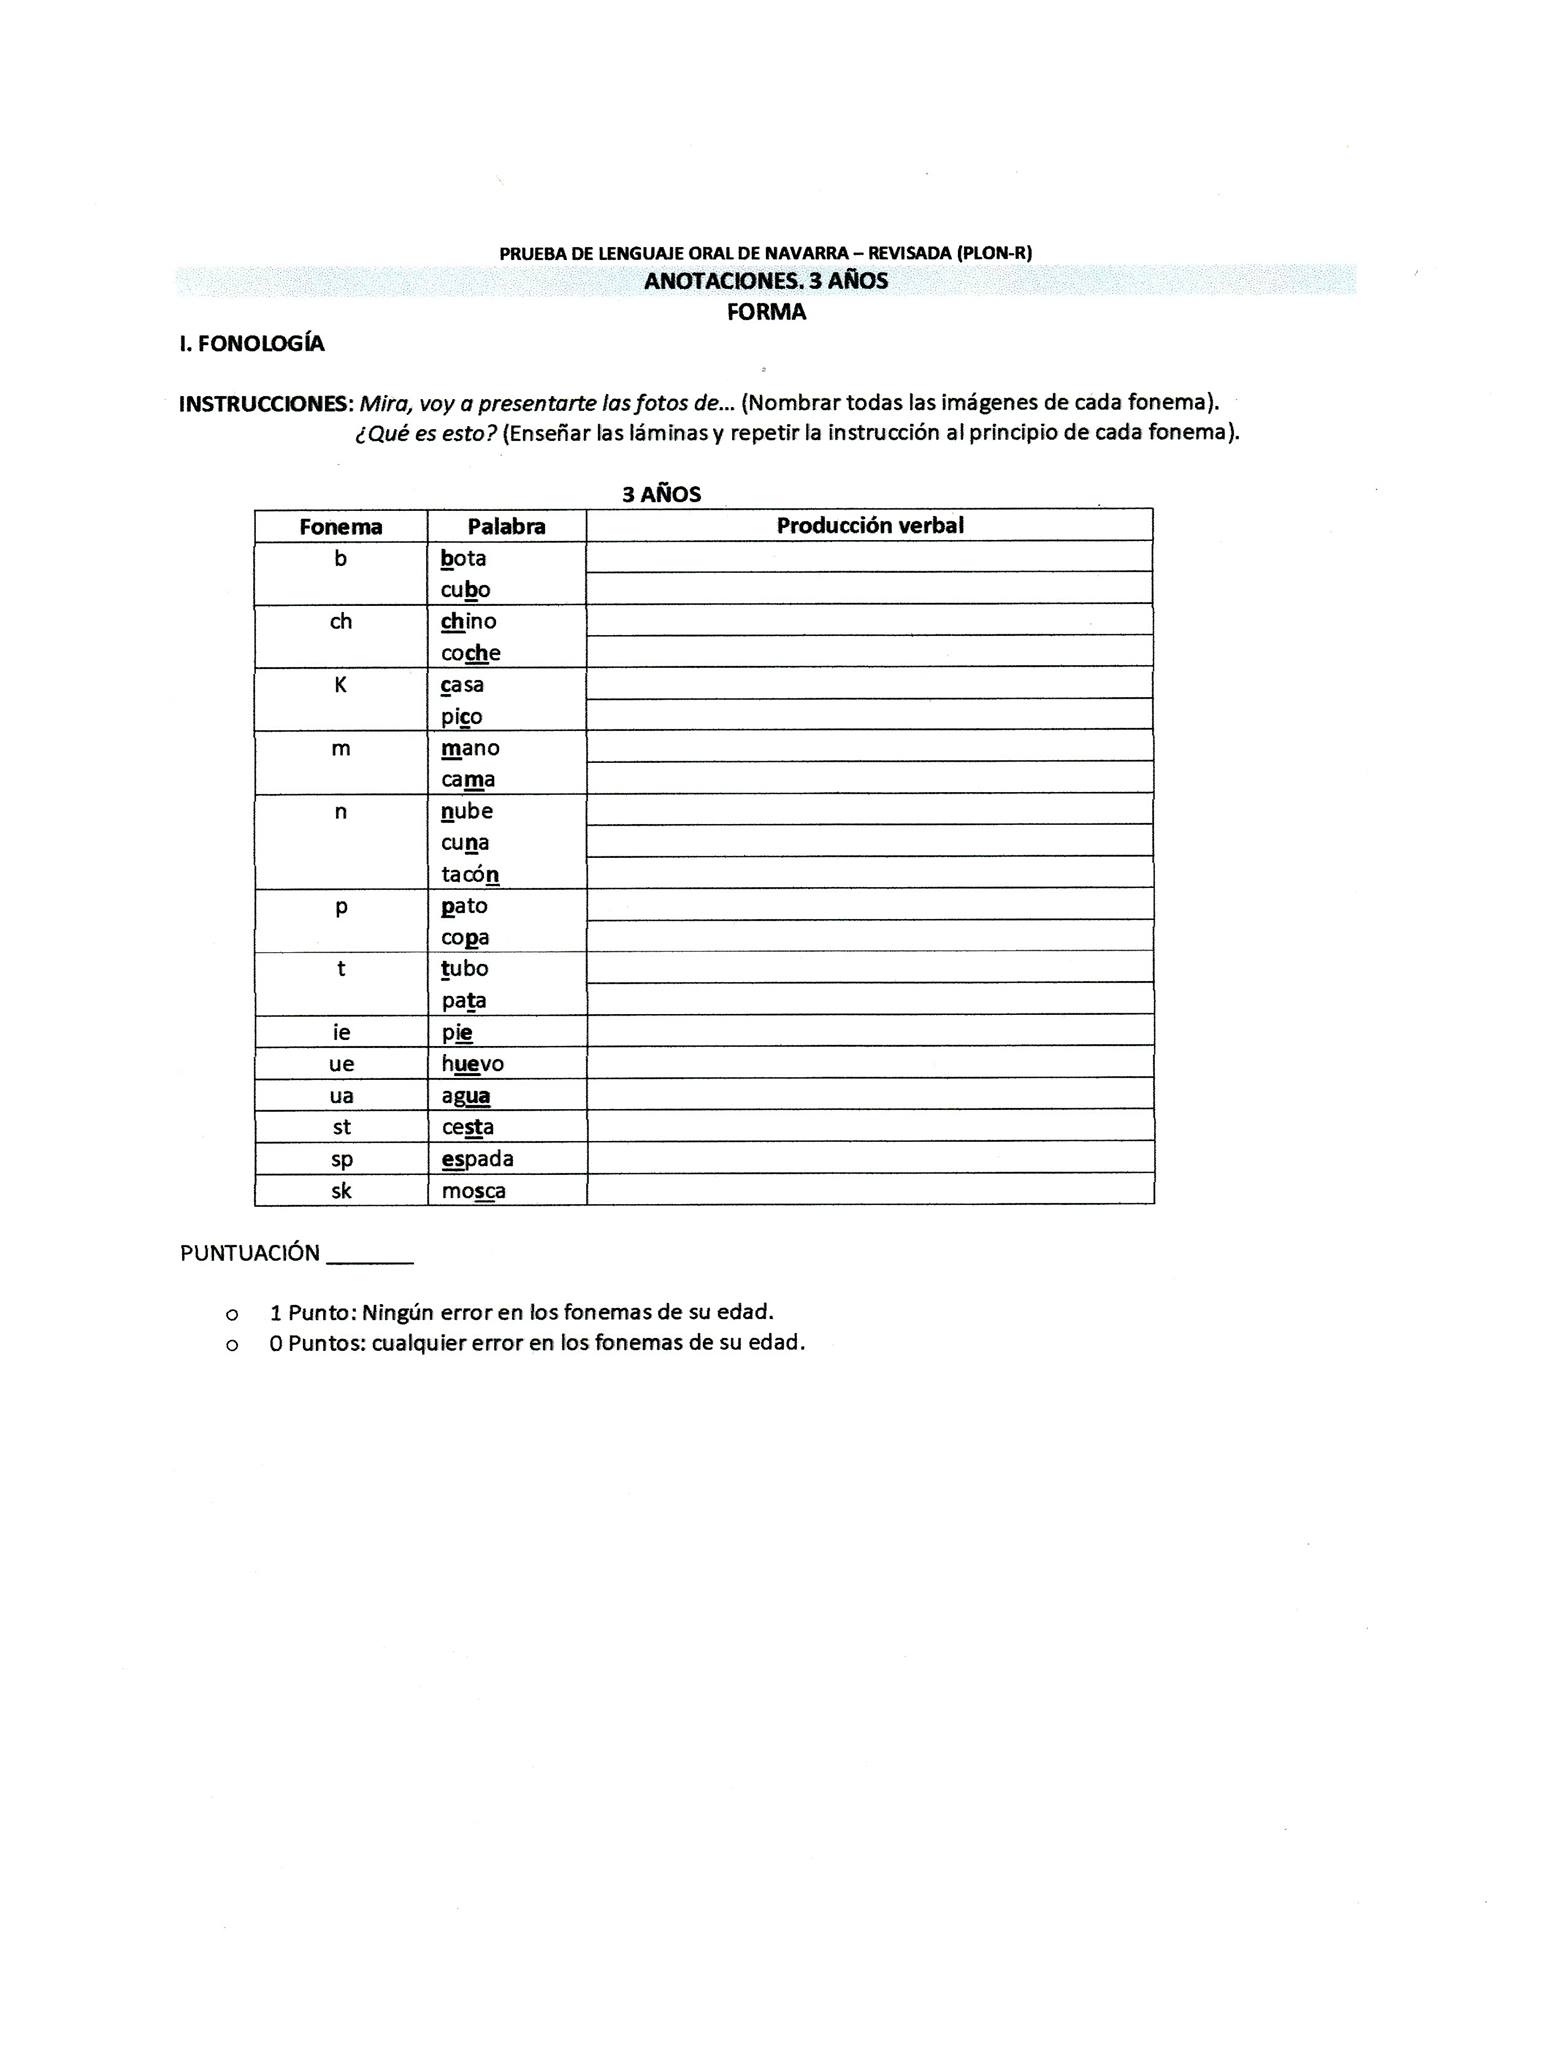 PRUEBA DE LENGUAJE ORAL DE NAVARRA – REVISADA (PLON-R)
ANOTACIONES. 3 AÑOS
FORMA
I. FONOLOGÍA
INSTRUCCIONES: Mira, voy a presentarte las fotos de... (Nombrar todas las imágenes de cada fonema).
¿Qué es esto? (Enseñar las láminas y repetir la instrucción al principio de cada fonema).
3 AÑOS
Fonema Palabra Producción verbal
b bota
cubo
ch chino
coche
K casa
pico
m mano
cama
n nube
cuna
tacón
p pato
copa
t tubo
pata
ie pie
ue huevo
ua agua
st cesta
sp espada
sk mosca
PUNTUACIÓN _______
o 1 Punto: Ningún error en los fonemas de su edad.
o 0 Puntos: cualquier error en los fonemas de su edad.